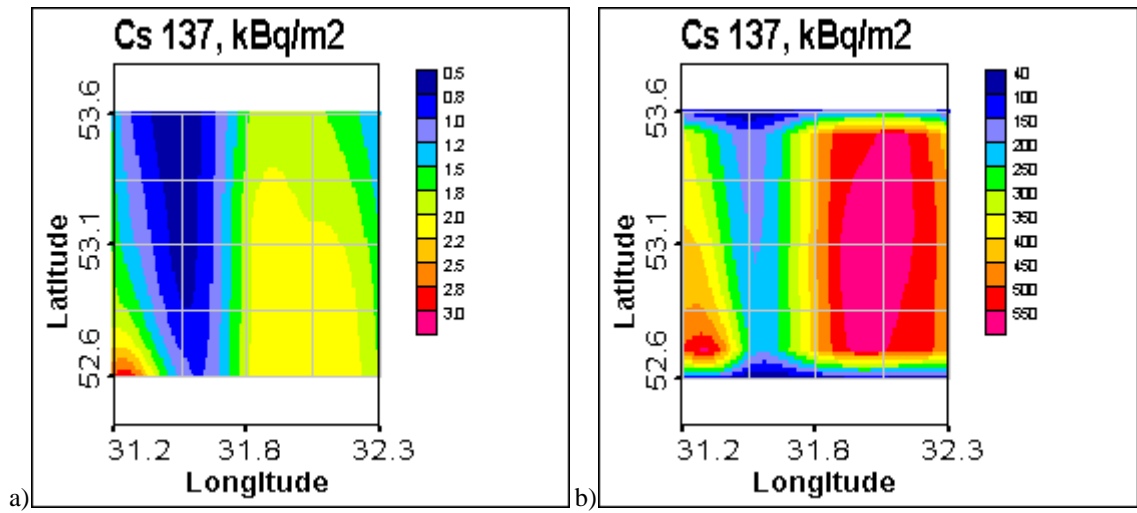 Cs 137, kBq/m2
0.5
0.8
1.0
1.2
1.5
1.8
2.0
2.2
2.5
2.8
3.0
53.6
53.1
52.6
Latitude
31.2 31.8 32.3
Longitude
a)
Cs 137, kBq/m2
40
100
150
200
250
300
350
400
450
500
550
53.6
53.1
52.6
Latitude
31.2 31.8 32.3
Longitude
b)